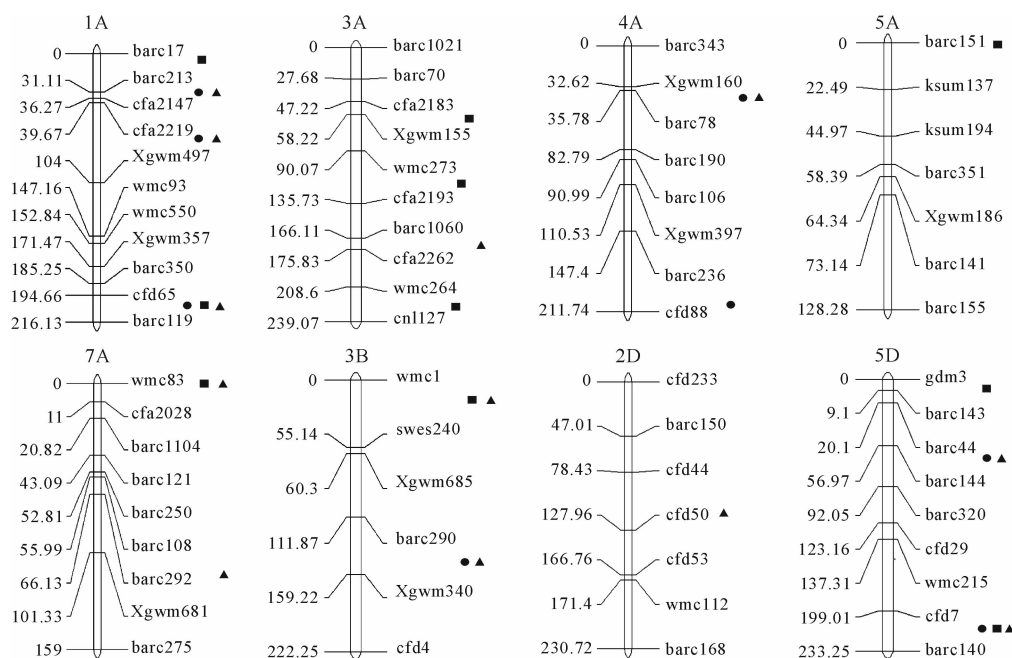 1A
0 barc17
31.11 barc213
36.27 cfa2147
39.67 cfa2219
104 Xgwm497
147.16 wmc93
152.84 wmc550
171.47 Xgwm357
185.25 barc350
194.66 cfd65
216.13 barc119
3A
0 barc1021
27.68 barc70
47.22 cfa2183
58.22 Xgwm155
90.07 wmc273
135.73 cfa2193
166.11 barc1060
175.83 cfa2262
208.6 wmc264
239.07 cnl127
4A
0 barc343
32.62 Xgwm160
35.78 barc78
82.79 barc190
90.99 barc106
110.53 Xgwm397
147.4 barc236
211.74 cfd88
5A
0 barc151
22.49 ksum137
44.97 ksum194
58.39 barc351
64.34 Xgwm186
73.14 barc141
128.28 barc155
7A
0 wmc83
11 cfa2028
20.82 barc1104
43.09 barc121
52.81 barc250
55.99 barc108
66.13 barc292
101.33 Xgwm681
159 barc275
3B
0 wmc1
55.14 swes240
60.3 Xgwm685
111.87 barc290
159.22 Xgwm340
222.25 cfd4
2D
0 cfd233
47.01 barc150
78.43 cfd44
127.96 cfd50
166.76 cfd53
171.4 wmc112
230.72 barc168
5D
0 gdm3
9.1 barc143
20.1 barc44
56.97 barc144
92.05 barc320
123.16 cfd29
137.31 wmc215
199.01 cfd7
233.25 barc140